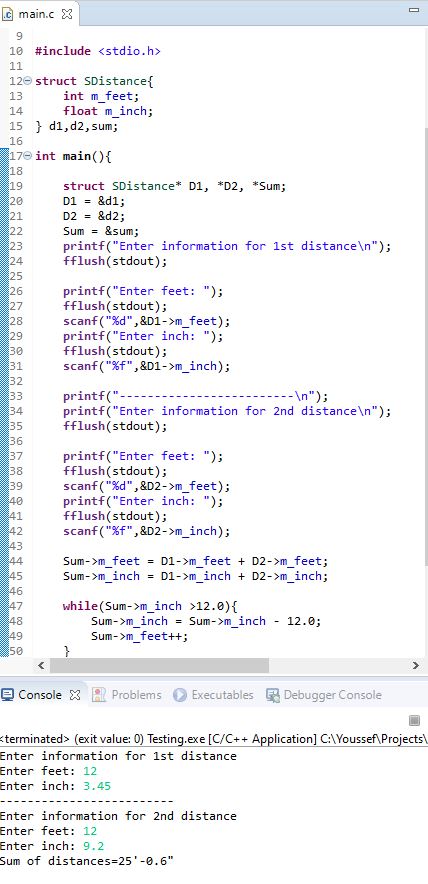 main.c
9
10 #include <stdio.h>
11
12 struct SDistance{
13     int m_feet;
14     float m_inch;
15 } d1,d2,sum;
16
17 int main(){
18
19     struct SDistance* D1, *D2, *Sum;
20     D1 = &d1;
21     D2 = &d2;
22     Sum = &sum;
23     printf("Enter information for 1st distance\n");
24     fflush(stdout);
25
26     printf("Enter feet: ");
27     fflush(stdout);
28     scanf("%d",&D1->m_feet);
29     printf("Enter inch: ");
30     fflush(stdout);
31     scanf("%f",&D1->m_inch);
32
33     printf("--------------------------\n");
34     printf("Enter information for 2nd distance\n");
35     fflush(stdout);
36
37     printf("Enter feet: ");
38     fflush(stdout);
39     scanf("%d",&D2->m_feet);
40     printf("Enter inch: ");
41     fflush(stdout);
42     scanf("%f",&D2->m_inch);
43
44     Sum->m_feet = D1->m_feet + D2->m_feet;
45     Sum->m_inch = D1->m_inch + D2->m_inch;
46
47     while(Sum->m_inch >12.0){
48         Sum->m_inch = Sum->m_inch - 12.0;
49         Sum->m_feet++;
50     }
Console Problems Executables Debugger Console
<terminated> (exit value: 0) Testing.exe [C/C++ Application] C:\Youssef\Projects\
Enter information for 1st distance
Enter feet: 12
Enter inch: 3.45
--------------------------
Enter information for 2nd distance
Enter feet: 12
Enter inch: 9.2
Sum of distances=25'-0.6"